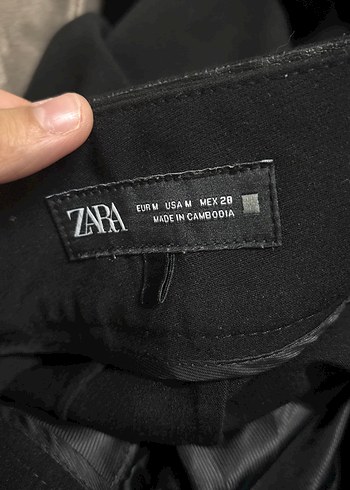 ZARA
EUR M USA M MEX 28
MADE IN CAMBODIA